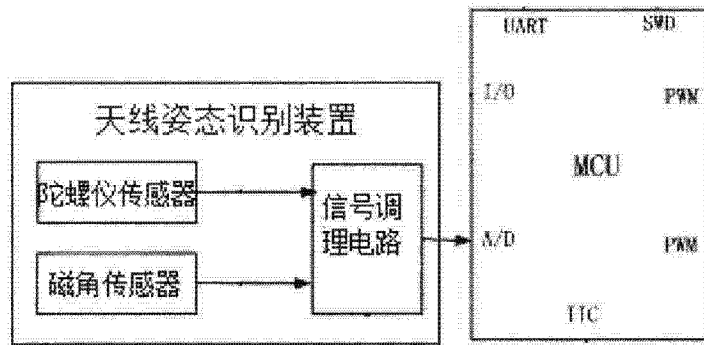 UART SWD
I/O PWM
天线姿态识别装置
MCU
陀螺仪传感器
信号调
理电路
A/D PWM
磁角传感器
IIC